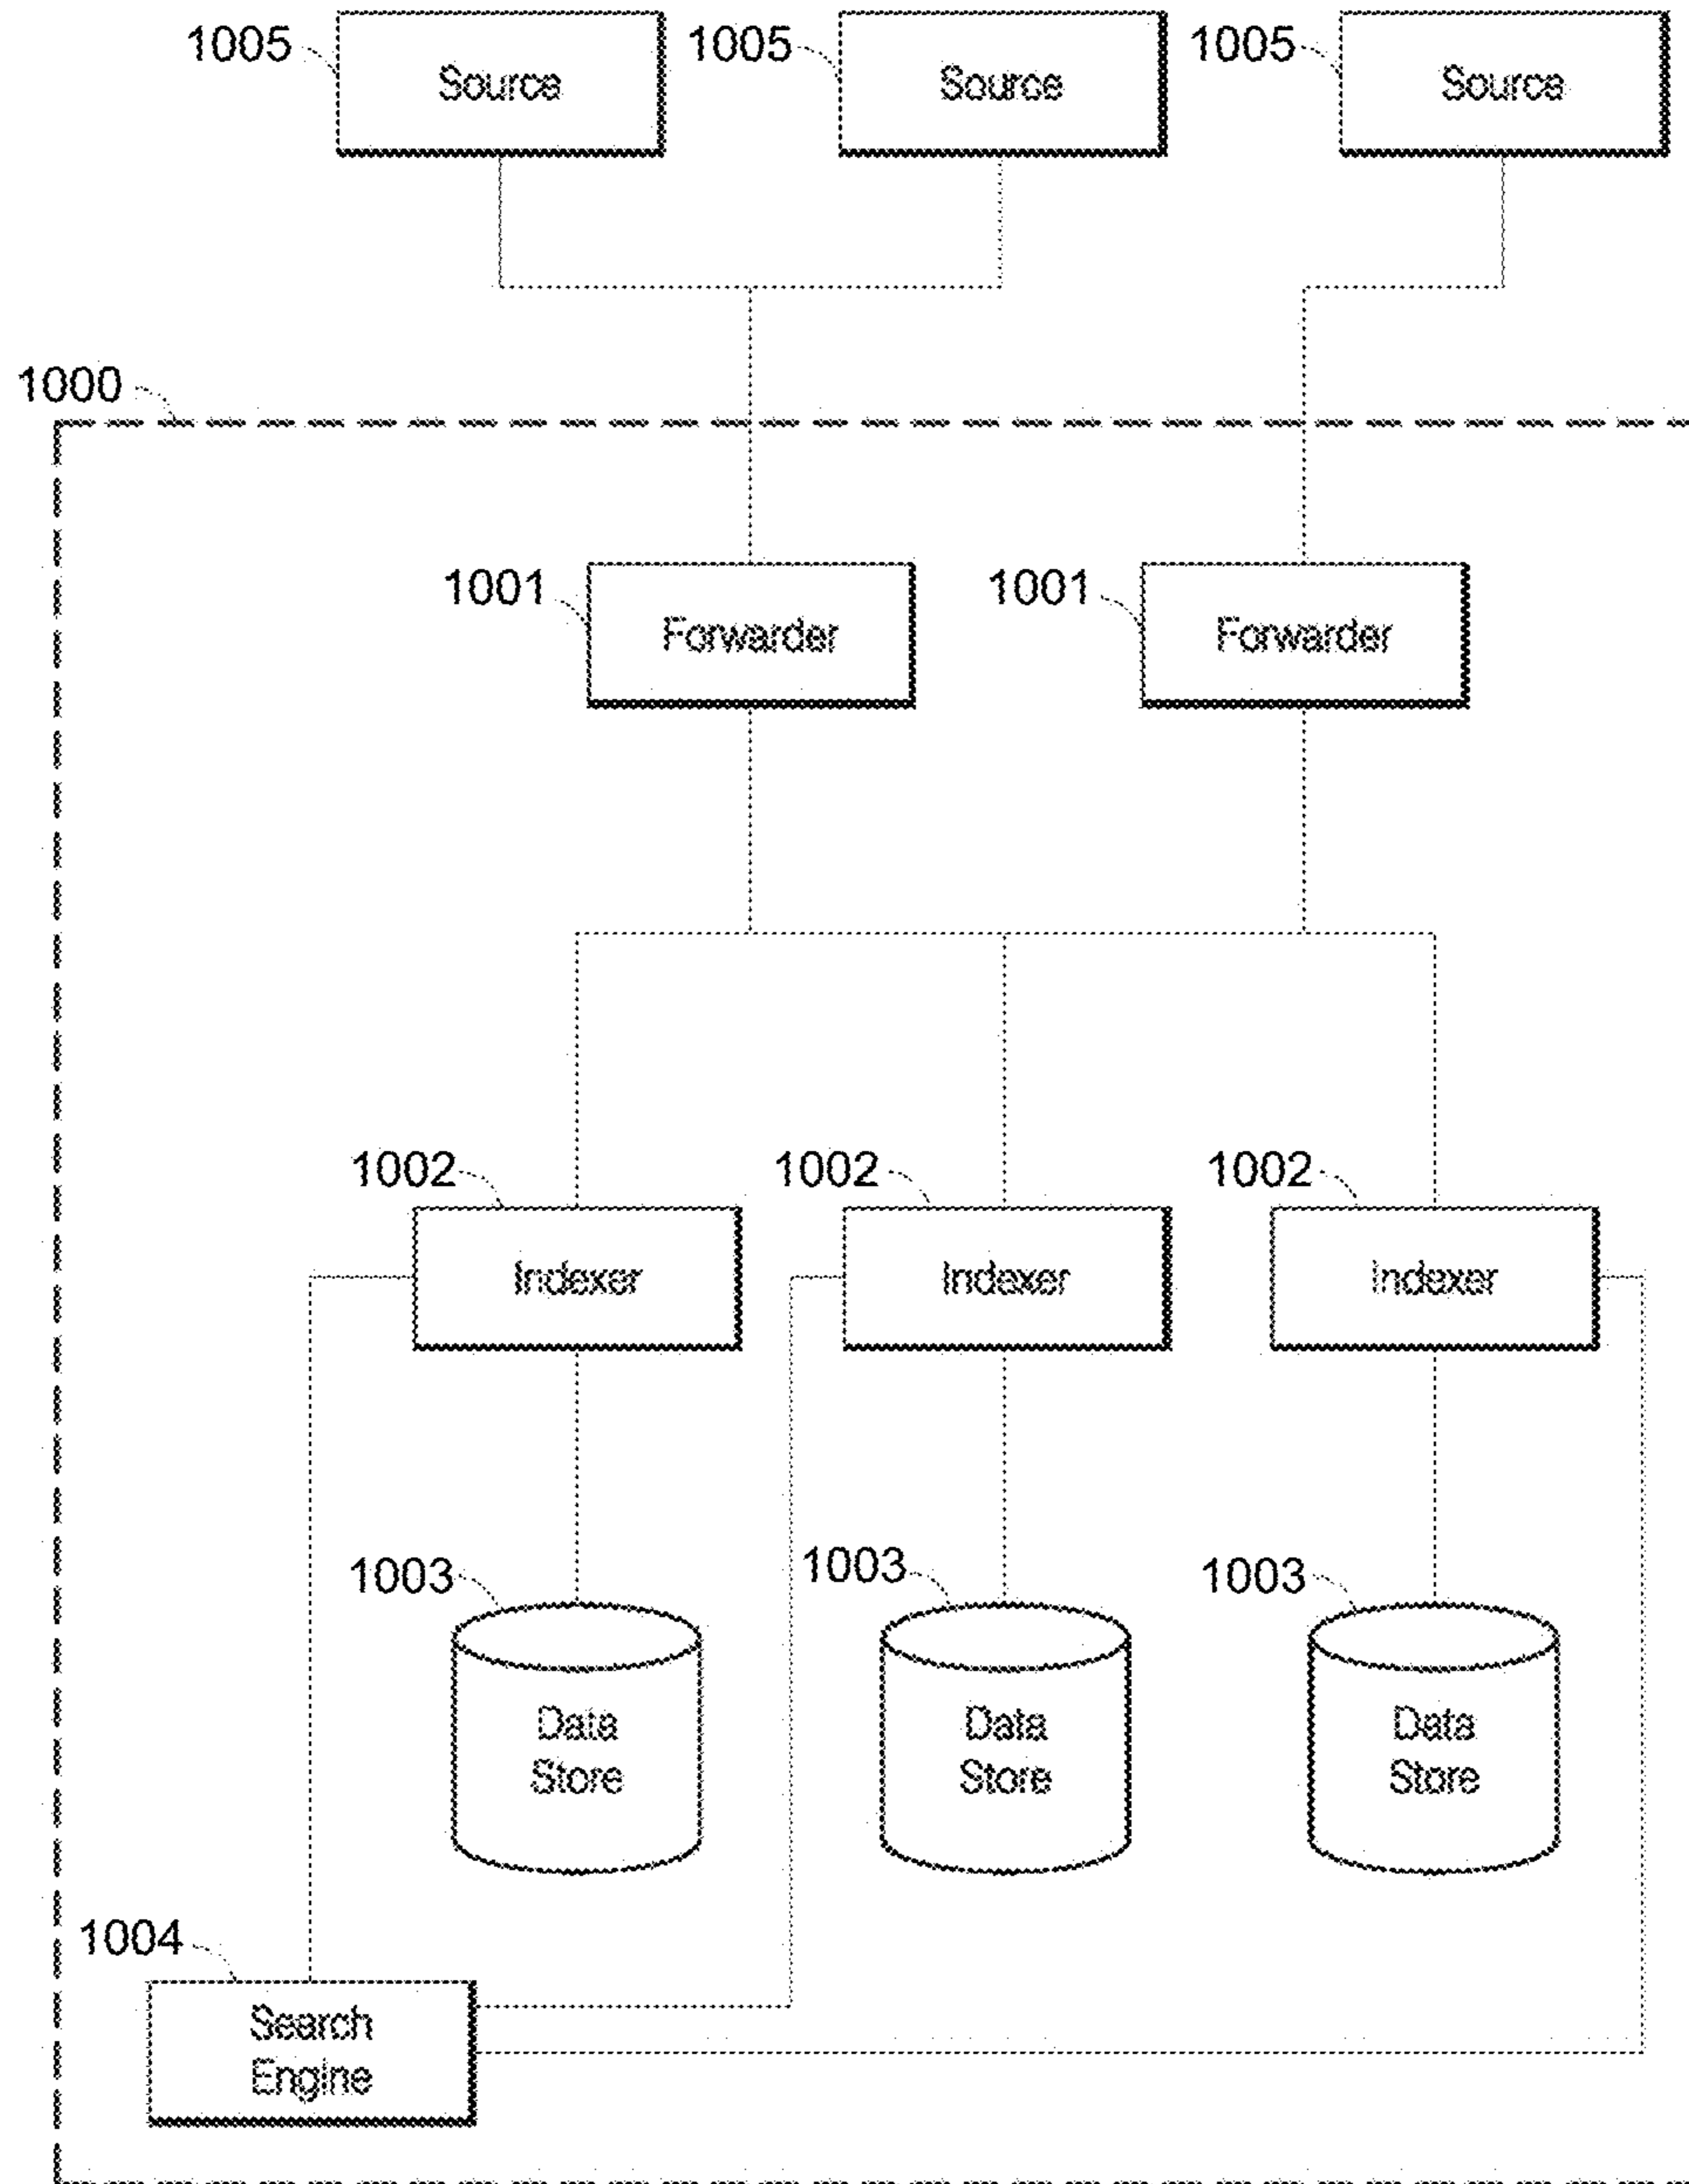 1005
Source
1005
Source
1005
Source
1000
1001
Forwarder
1001
Forwarder
1002
Indexer
1002
Indexer
1002
Indexer
1003
Data
Store
1003
Data
Store
1003
Data
Store
1004
Search
Engine